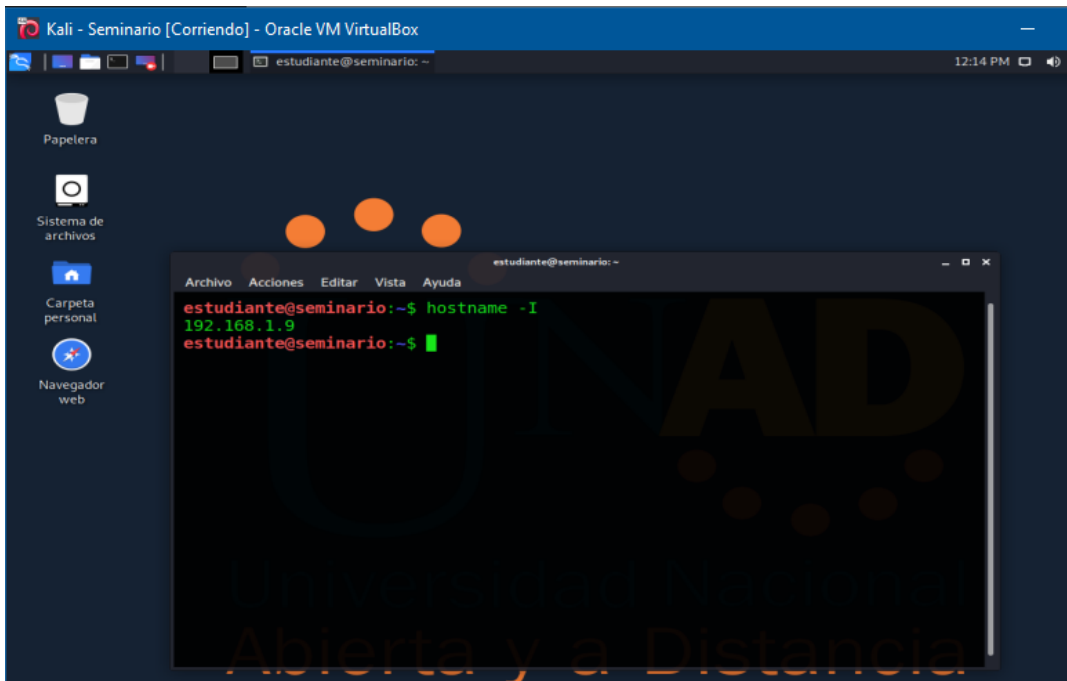 Kali - Seminario [Corriendo] - Oracle VM VirtualBox
estudiante@seminario: ~
12:14 PM
Papelera
Sistema de
archivos
Carpeta
personal
Navegador
web
estudiante@seminario: ~
Archivo Acciones Editar Vista Ayuda
estudiante@seminario:~$ hostname -I
192.168.1.9
estudiante@seminario:~$
UNAD
Universidad Nacional
Abierta y a Distancia